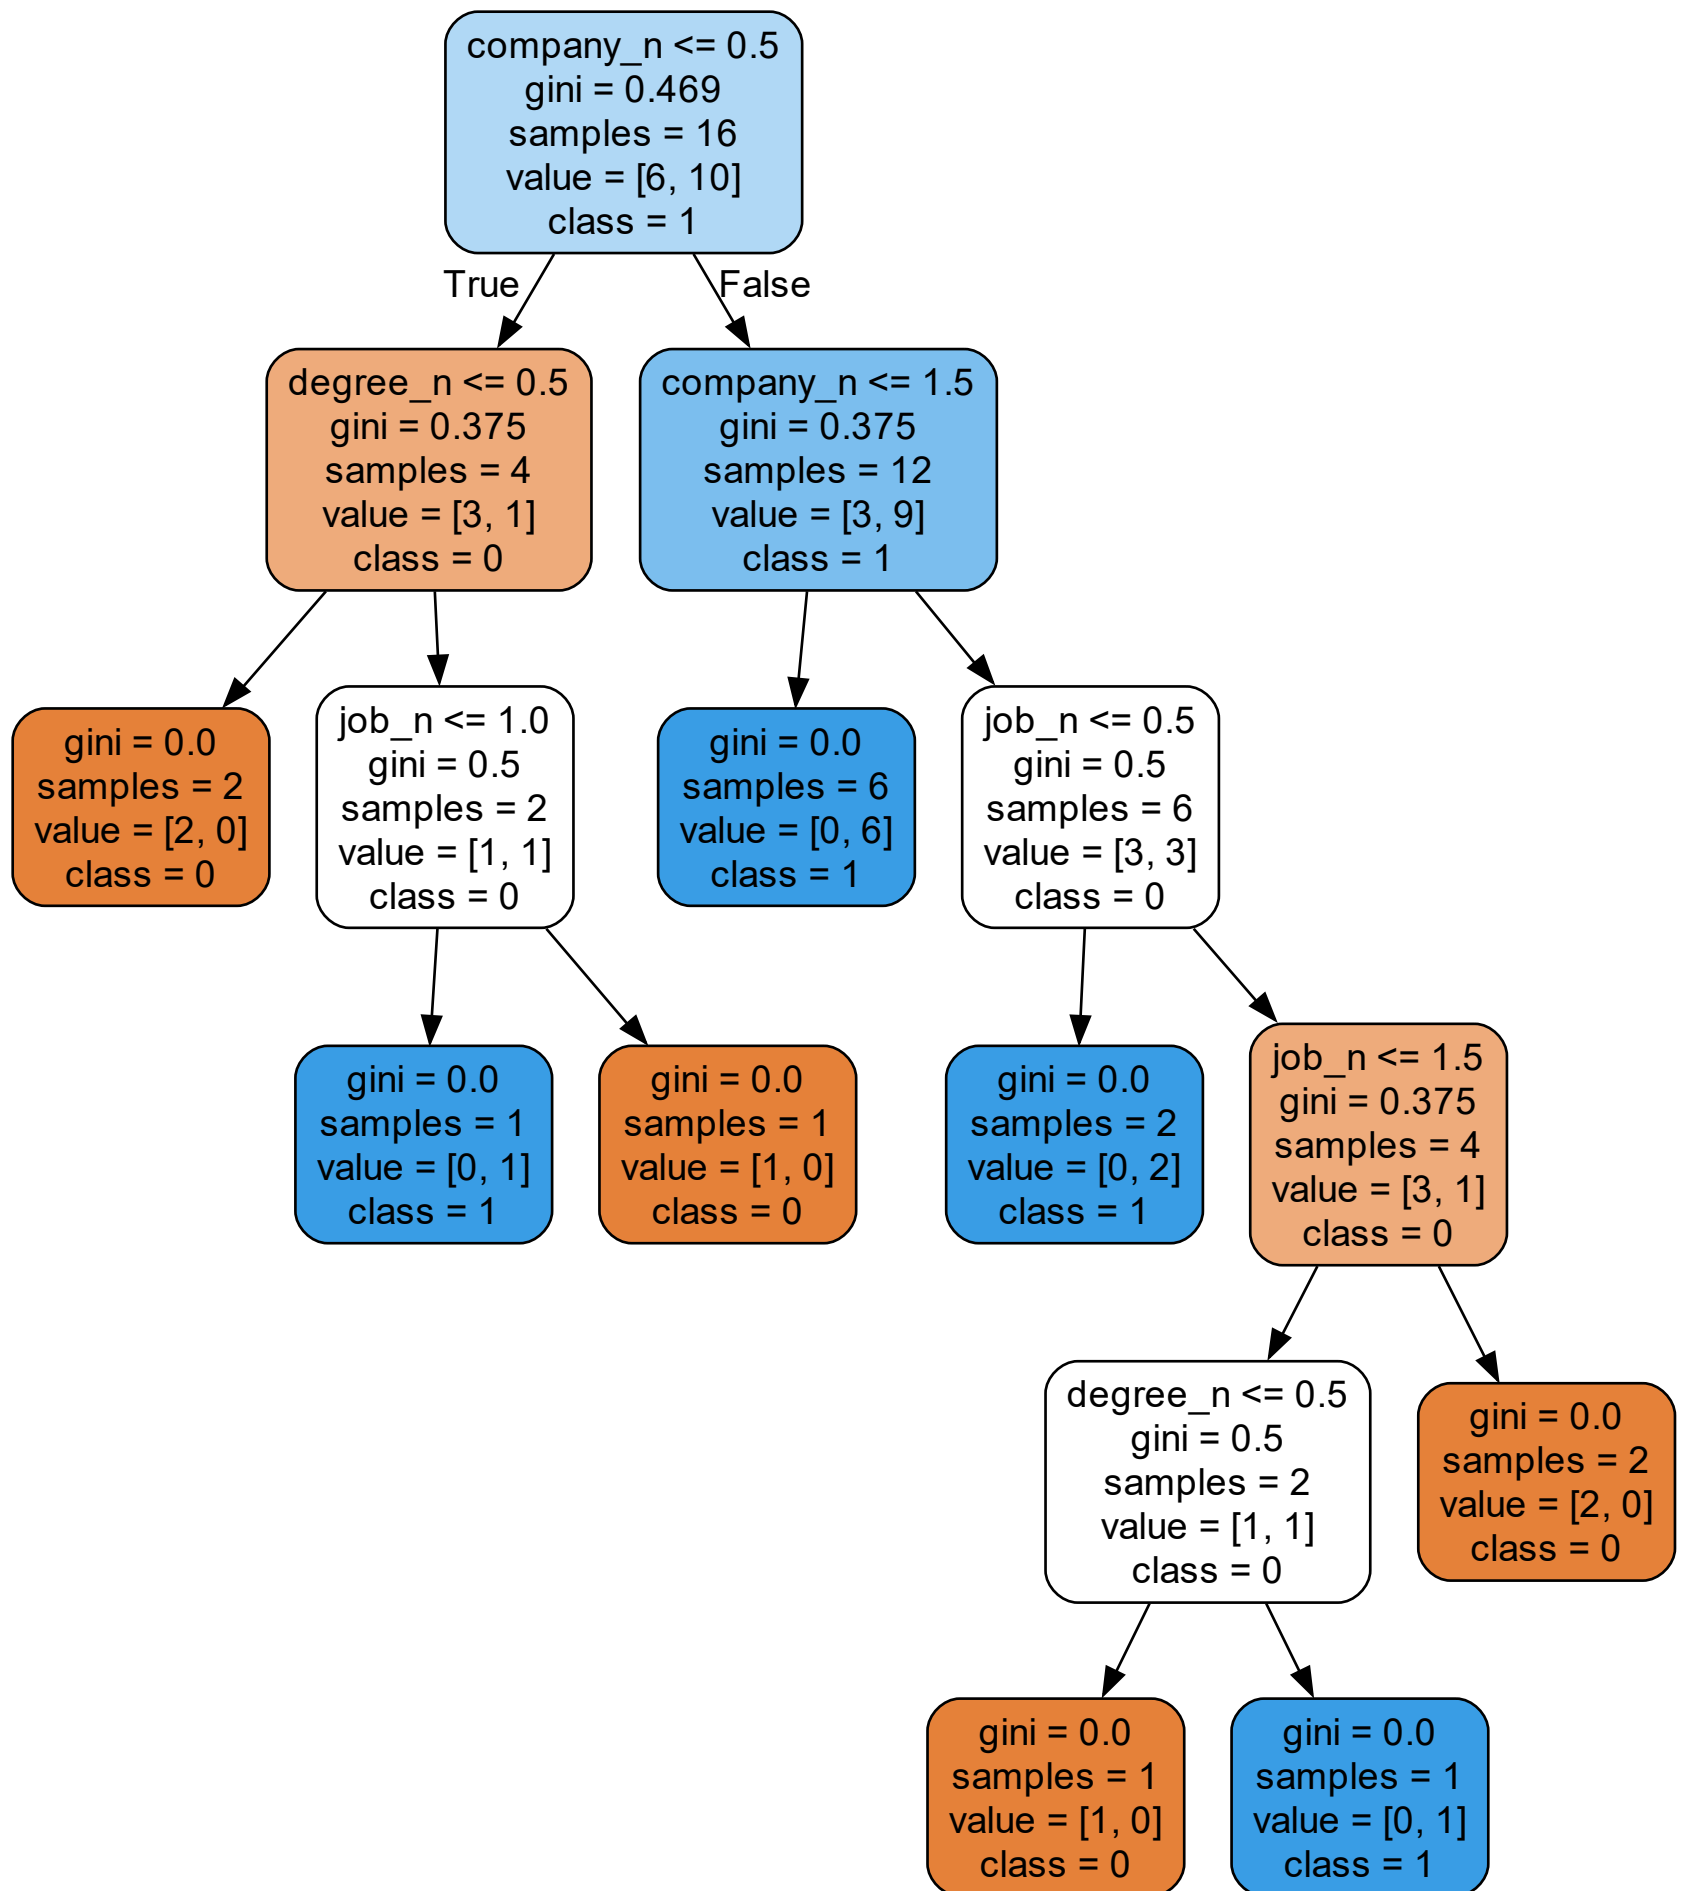 company_n <= 0.5
gini = 0.469
samples = 16
value = [6, 10]
class = 1
True
False
degree_n <= 0.5
gini = 0.375
samples = 4
value = [3, 1]
class = 0
company_n <= 1.5
gini = 0.375
samples = 12
value = [3, 9]
class = 1
gini = 0.0
samples = 2
value = [2, 0]
class = 0
job_n <= 1.0
gini = 0.5
samples = 2
value = [1, 1]
class = 0
gini = 0.0
samples = 6
value = [0, 6]
class = 1
job_n <= 0.5
gini = 0.5
samples = 6
value = [3, 3]
class = 0
gini = 0.0
samples = 1
value = [0, 1]
class = 1
gini = 0.0
samples = 1
value = [1, 0]
class = 0
gini = 0.0
samples = 2
value = [0, 2]
class = 1
job_n <= 1.5
gini = 0.375
samples = 4
value = [3, 1]
class = 0
degree_n <= 0.5
gini = 0.5
samples = 2
value = [1, 1]
class = 0
gini = 0.0
samples = 2
value = [2, 0]
class = 0
gini = 0.0
samples = 1
value = [1, 0]
class = 0
gini = 0.0
samples = 1
value = [0, 1]
class = 1